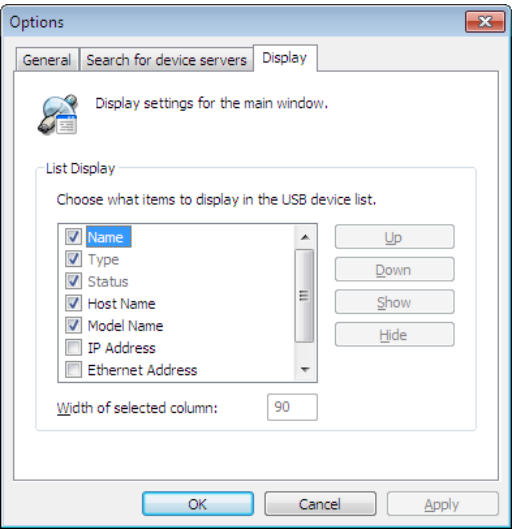 Options
General
Search for device servers
Display
Display settings for the main window.
List Display
Choose what items to display in the USB device list.
Name
Type
Status
Host Name
Model Name
IP Address
Ethernet Address
Up
Down
Show
Hide
Width of selected column:
90
OK
Cancel
Apply